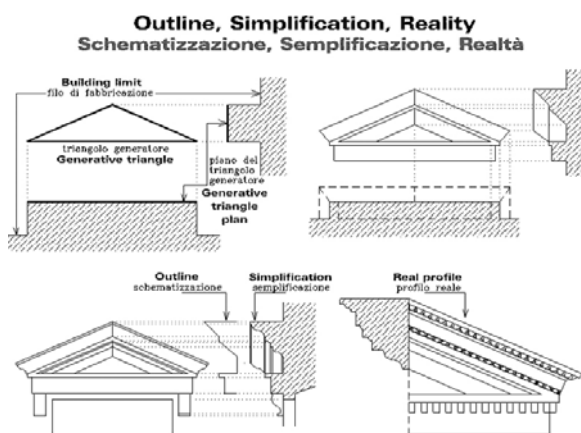 Outline, Simplification, Reality
Schematizzazione, Semplificazione, Realtà
Building limit
filo di fabbricazione
triangolo generatore
Generative triangle
piano del
triangolo
generatore
Generative
triangle
plan
Outline
schematizzazione
Simplification
semplificazione
Real profile
profilo reale